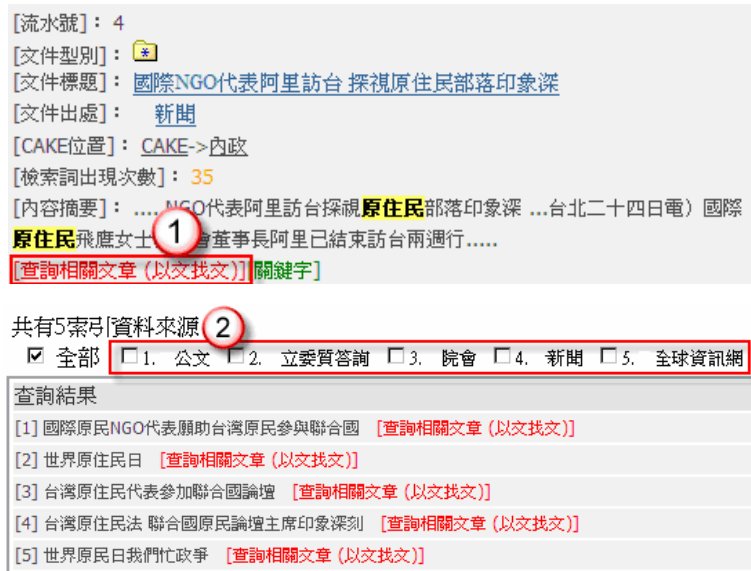 [流水號]： 4
[文件型別]：
[文件標題]： 國際NGO代表阿里訪台 探視原住民部落印象深
[文件出處]： 新聞
[CAKE位置]： CAKE->內政
[檢索詞出現次數]： 35
[內容摘要]： .... NGO代表阿里訪台探視原住民部落印象深 ...台北二十四日電）國際
原住民飛鷹女士 會董事長阿里已結束訪台兩週行.....
1
[查詢相關文章 (以文找文)][關鍵字]
共有5索引資料來源 2
全部 1. 公文 2. 立委質答詢 3. 院會 4. 新聞 5. 全球資訊網
查詢結果
[1] 國際原民NGO代表願助台灣原民參與聯合國 [查詢相關文章 (以文找文)]
[2] 世界原住民日 [查詢相關文章 (以文找文)]
[3] 台灣原住民代表參加聯合國論壇 [查詢相關文章 (以文找文)]
[4] 台灣原住民法 聯合國原民論壇主席印象深刻 [查詢相關文章 (以文找文)]
[5] 世界原民日我們忙政爭 [查詢相關文章 (以文找文)]